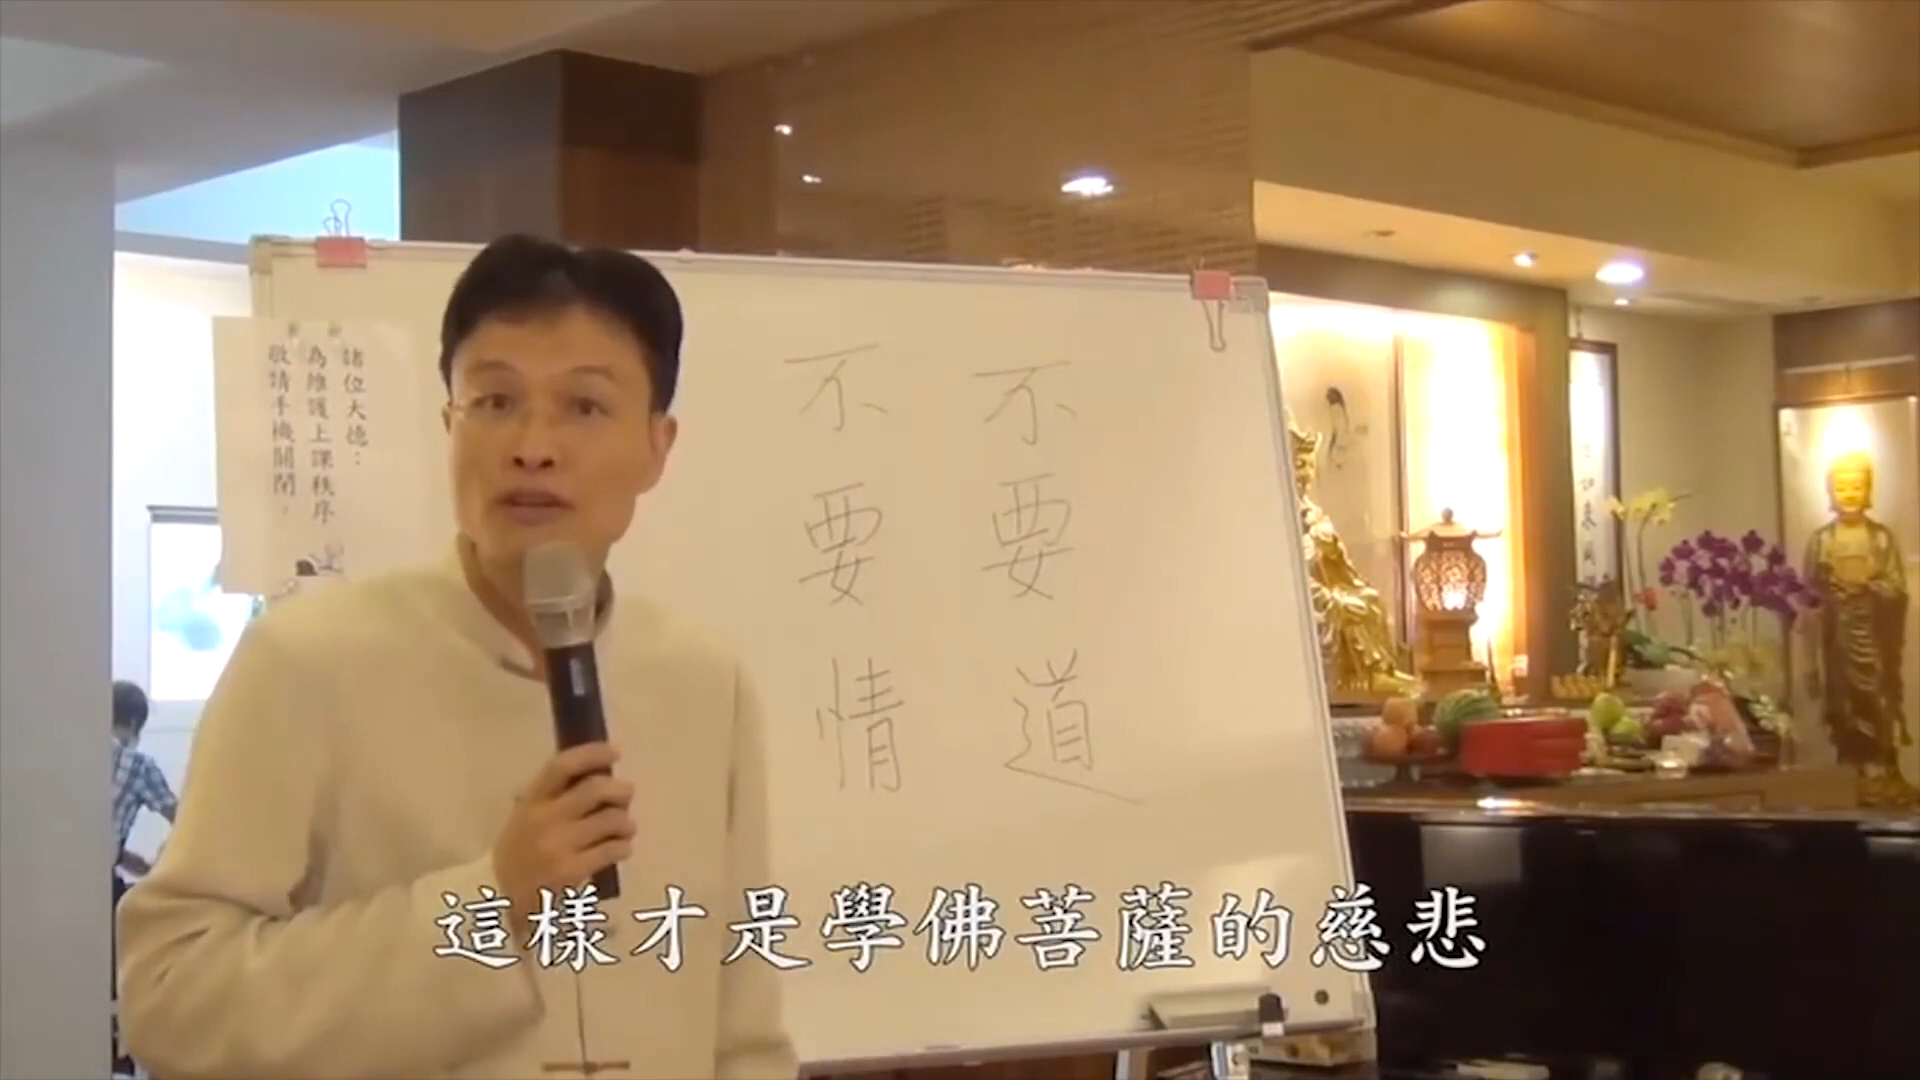 諸位大德：
為維護上課秩序
敬請手機關閉。
不要道
不要情
這樣才是學佛菩薩的慈悲